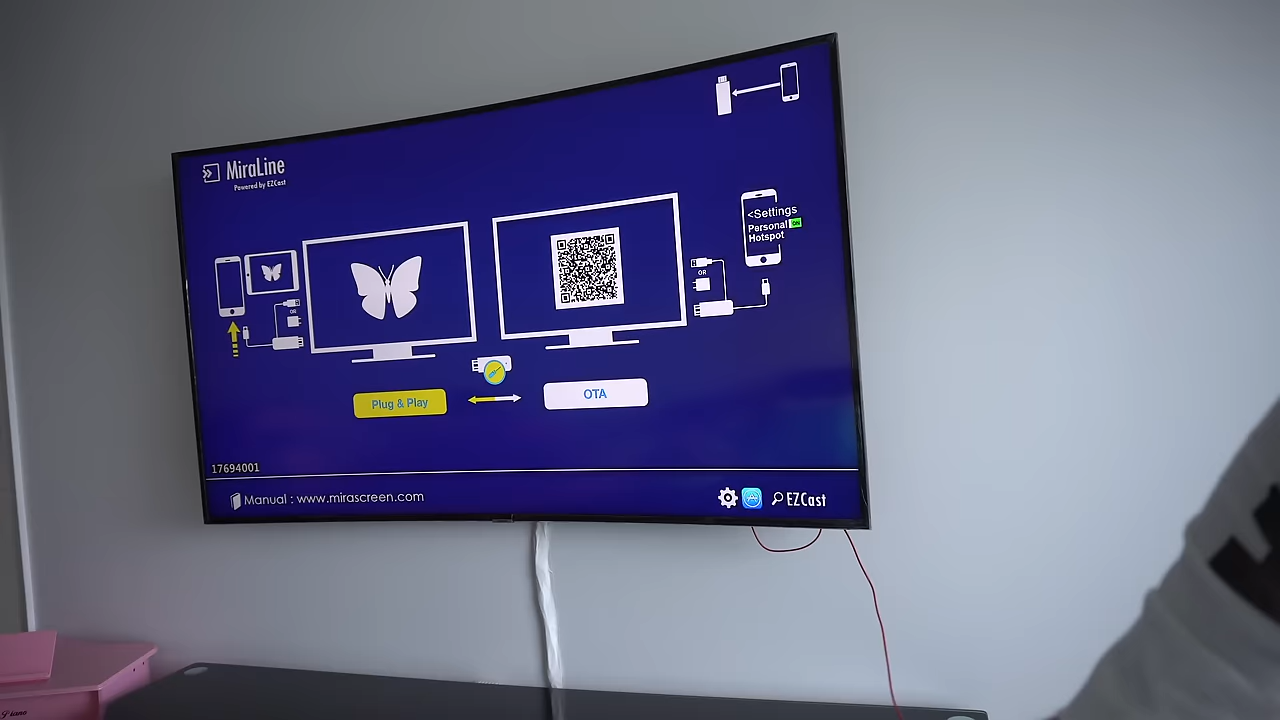 MiraLine
Powered by EZCast
<Settings
Personal
Hotspot
OR
OR
Plug & Play
OTA
17694001
Manual : www.mirascreen.com
EZCast